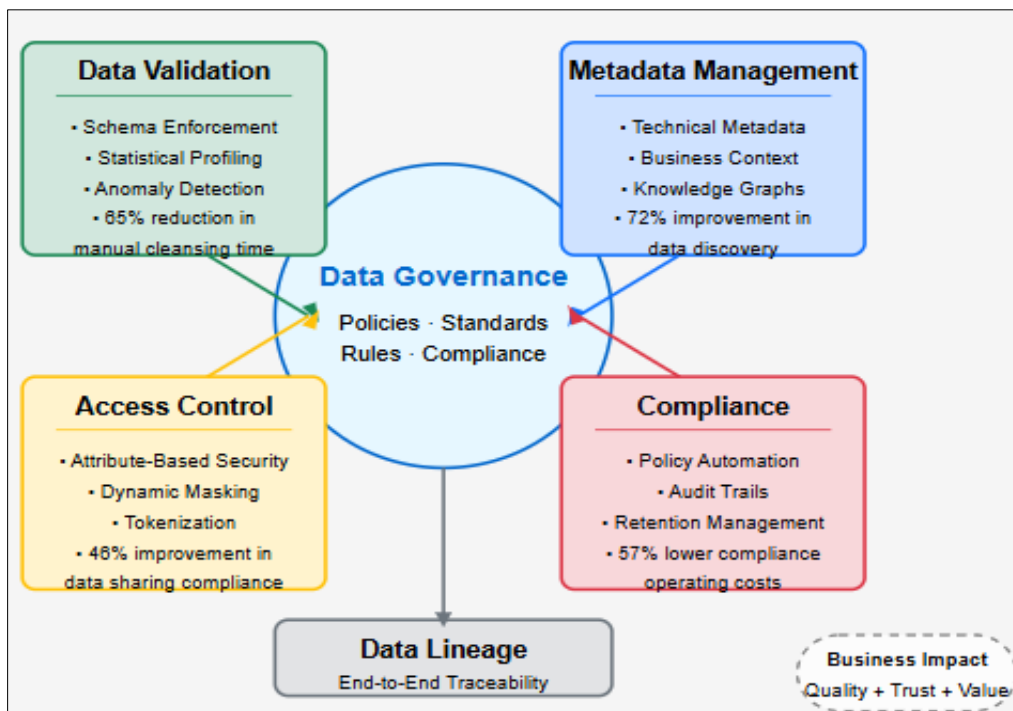 Data Validation
▪ Schema Enforcement
▪ Statistical Profiling
▪ Anomaly Detection
▪ 65% reduction in
manual cleansing time
Metadata Management
▪ Technical Metadata
▪ Business Context
▪ Knowledge Graphs
▪ 72% improvement in
data discovery
Data Governance
Policies · Standards
Rules · Compliance
Access Control
▪ Attribute-Based Security
▪ Dynamic Masking
▪ Tokenization
▪ 46% improvement in
data sharing compliance
Compliance
▪ Policy Automation
▪ Audit Trails
▪ Retention Management
▪ 57% lower compliance
operating costs
Data Lineage
End-to-End Traceability
Business Impact
Quality + Trust + Value